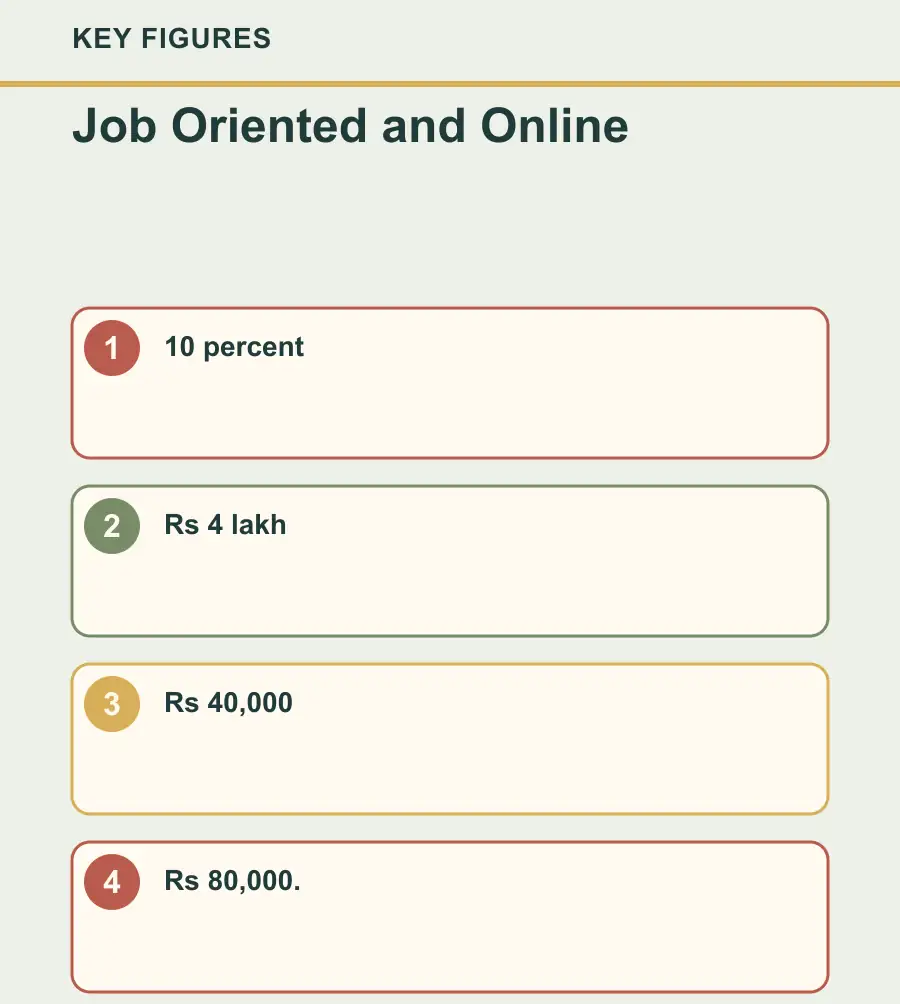 KEY FIGURES
Job Oriented and Online
1 10 percent
2 Rs 4 lakh
3 Rs 40,000
4 Rs 80,000.